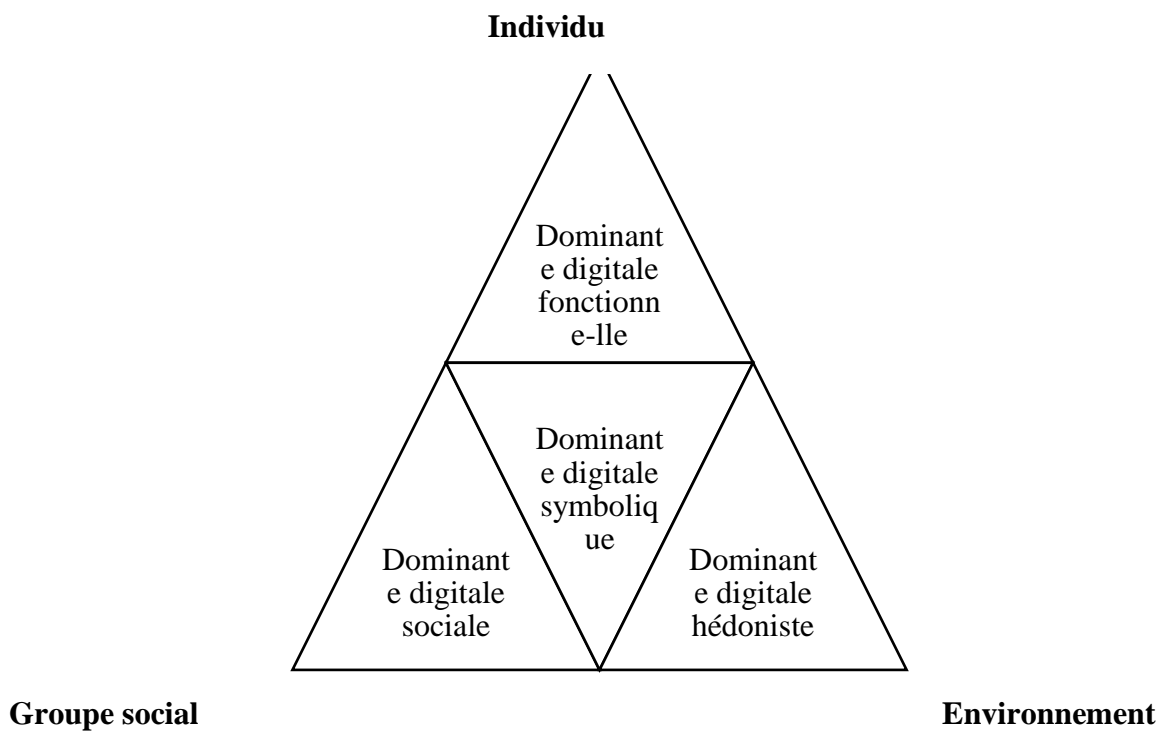 Individu
Dominant
e digitale
fonctionn
e-lle
Dominant
e digitale
symboliq
ue
Dominant
e digitale
sociale
Dominant
e digitale
hédoniste
Groupe social
Environnement